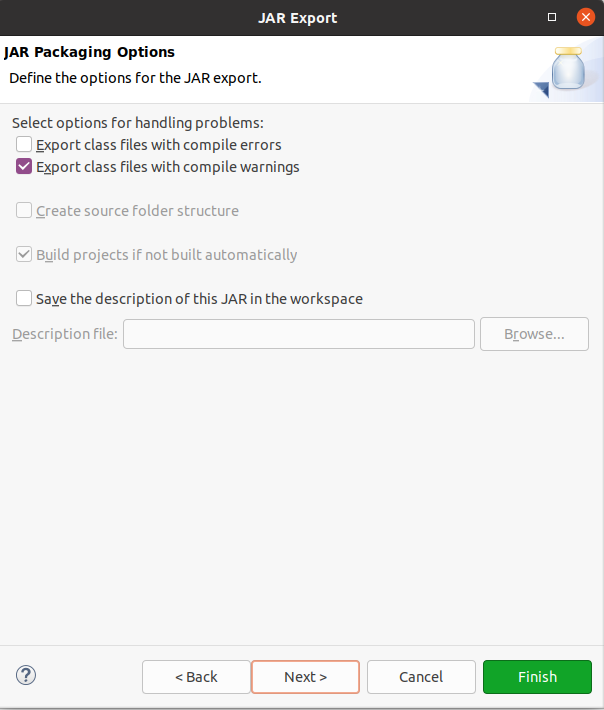 JAR Export
JAR Packaging Options
Define the options for the JAR export.
Select options for handling problems:
Export class files with compile errors
Export class files with compile warnings
Create source folder structure
Build projects if not built automatically
Save the description of this JAR in the workspace
Description file:
Browse...
?
< Back
Next >
Cancel
Finish